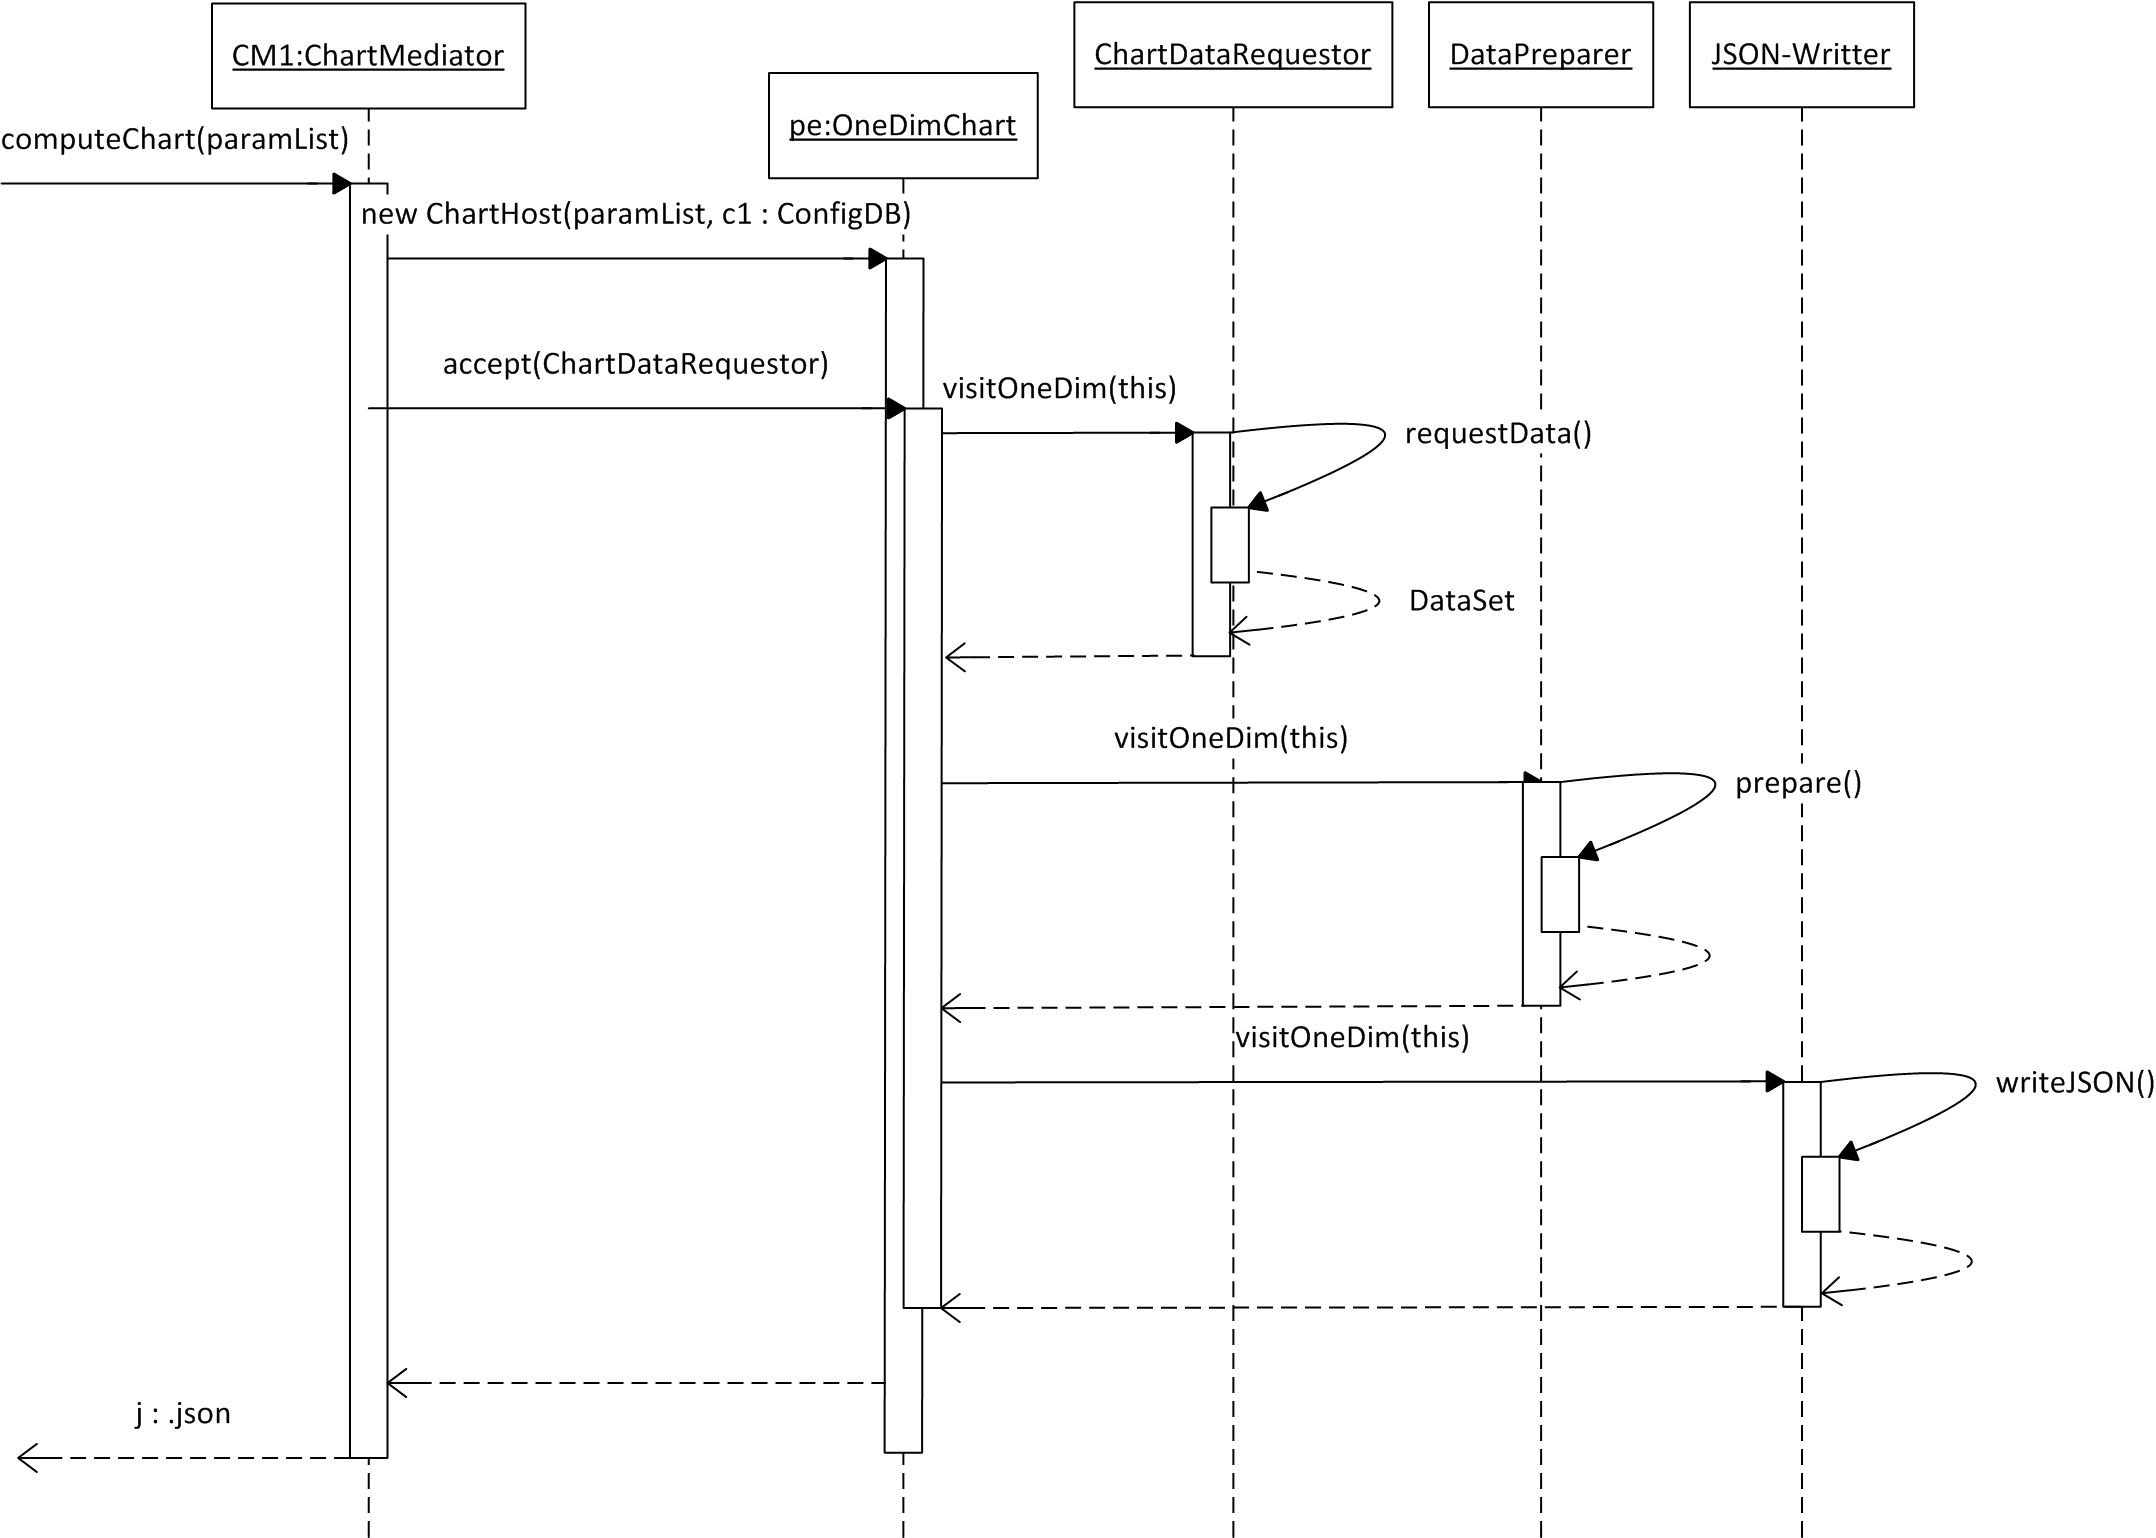 CM1:ChartMediator
ChartDataRequestor
DataPreparer
JSON-Writter
pe:OneDimChart
computeChart(paramList)
new ChartHost(paramList, c1 : ConfigDB)
accept(ChartDataRequestor)
visitOneDim(this)
requestData()
DataSet
visitOneDim(this)
prepare()
visitOneDim(this)
writeJSON()
j : .json